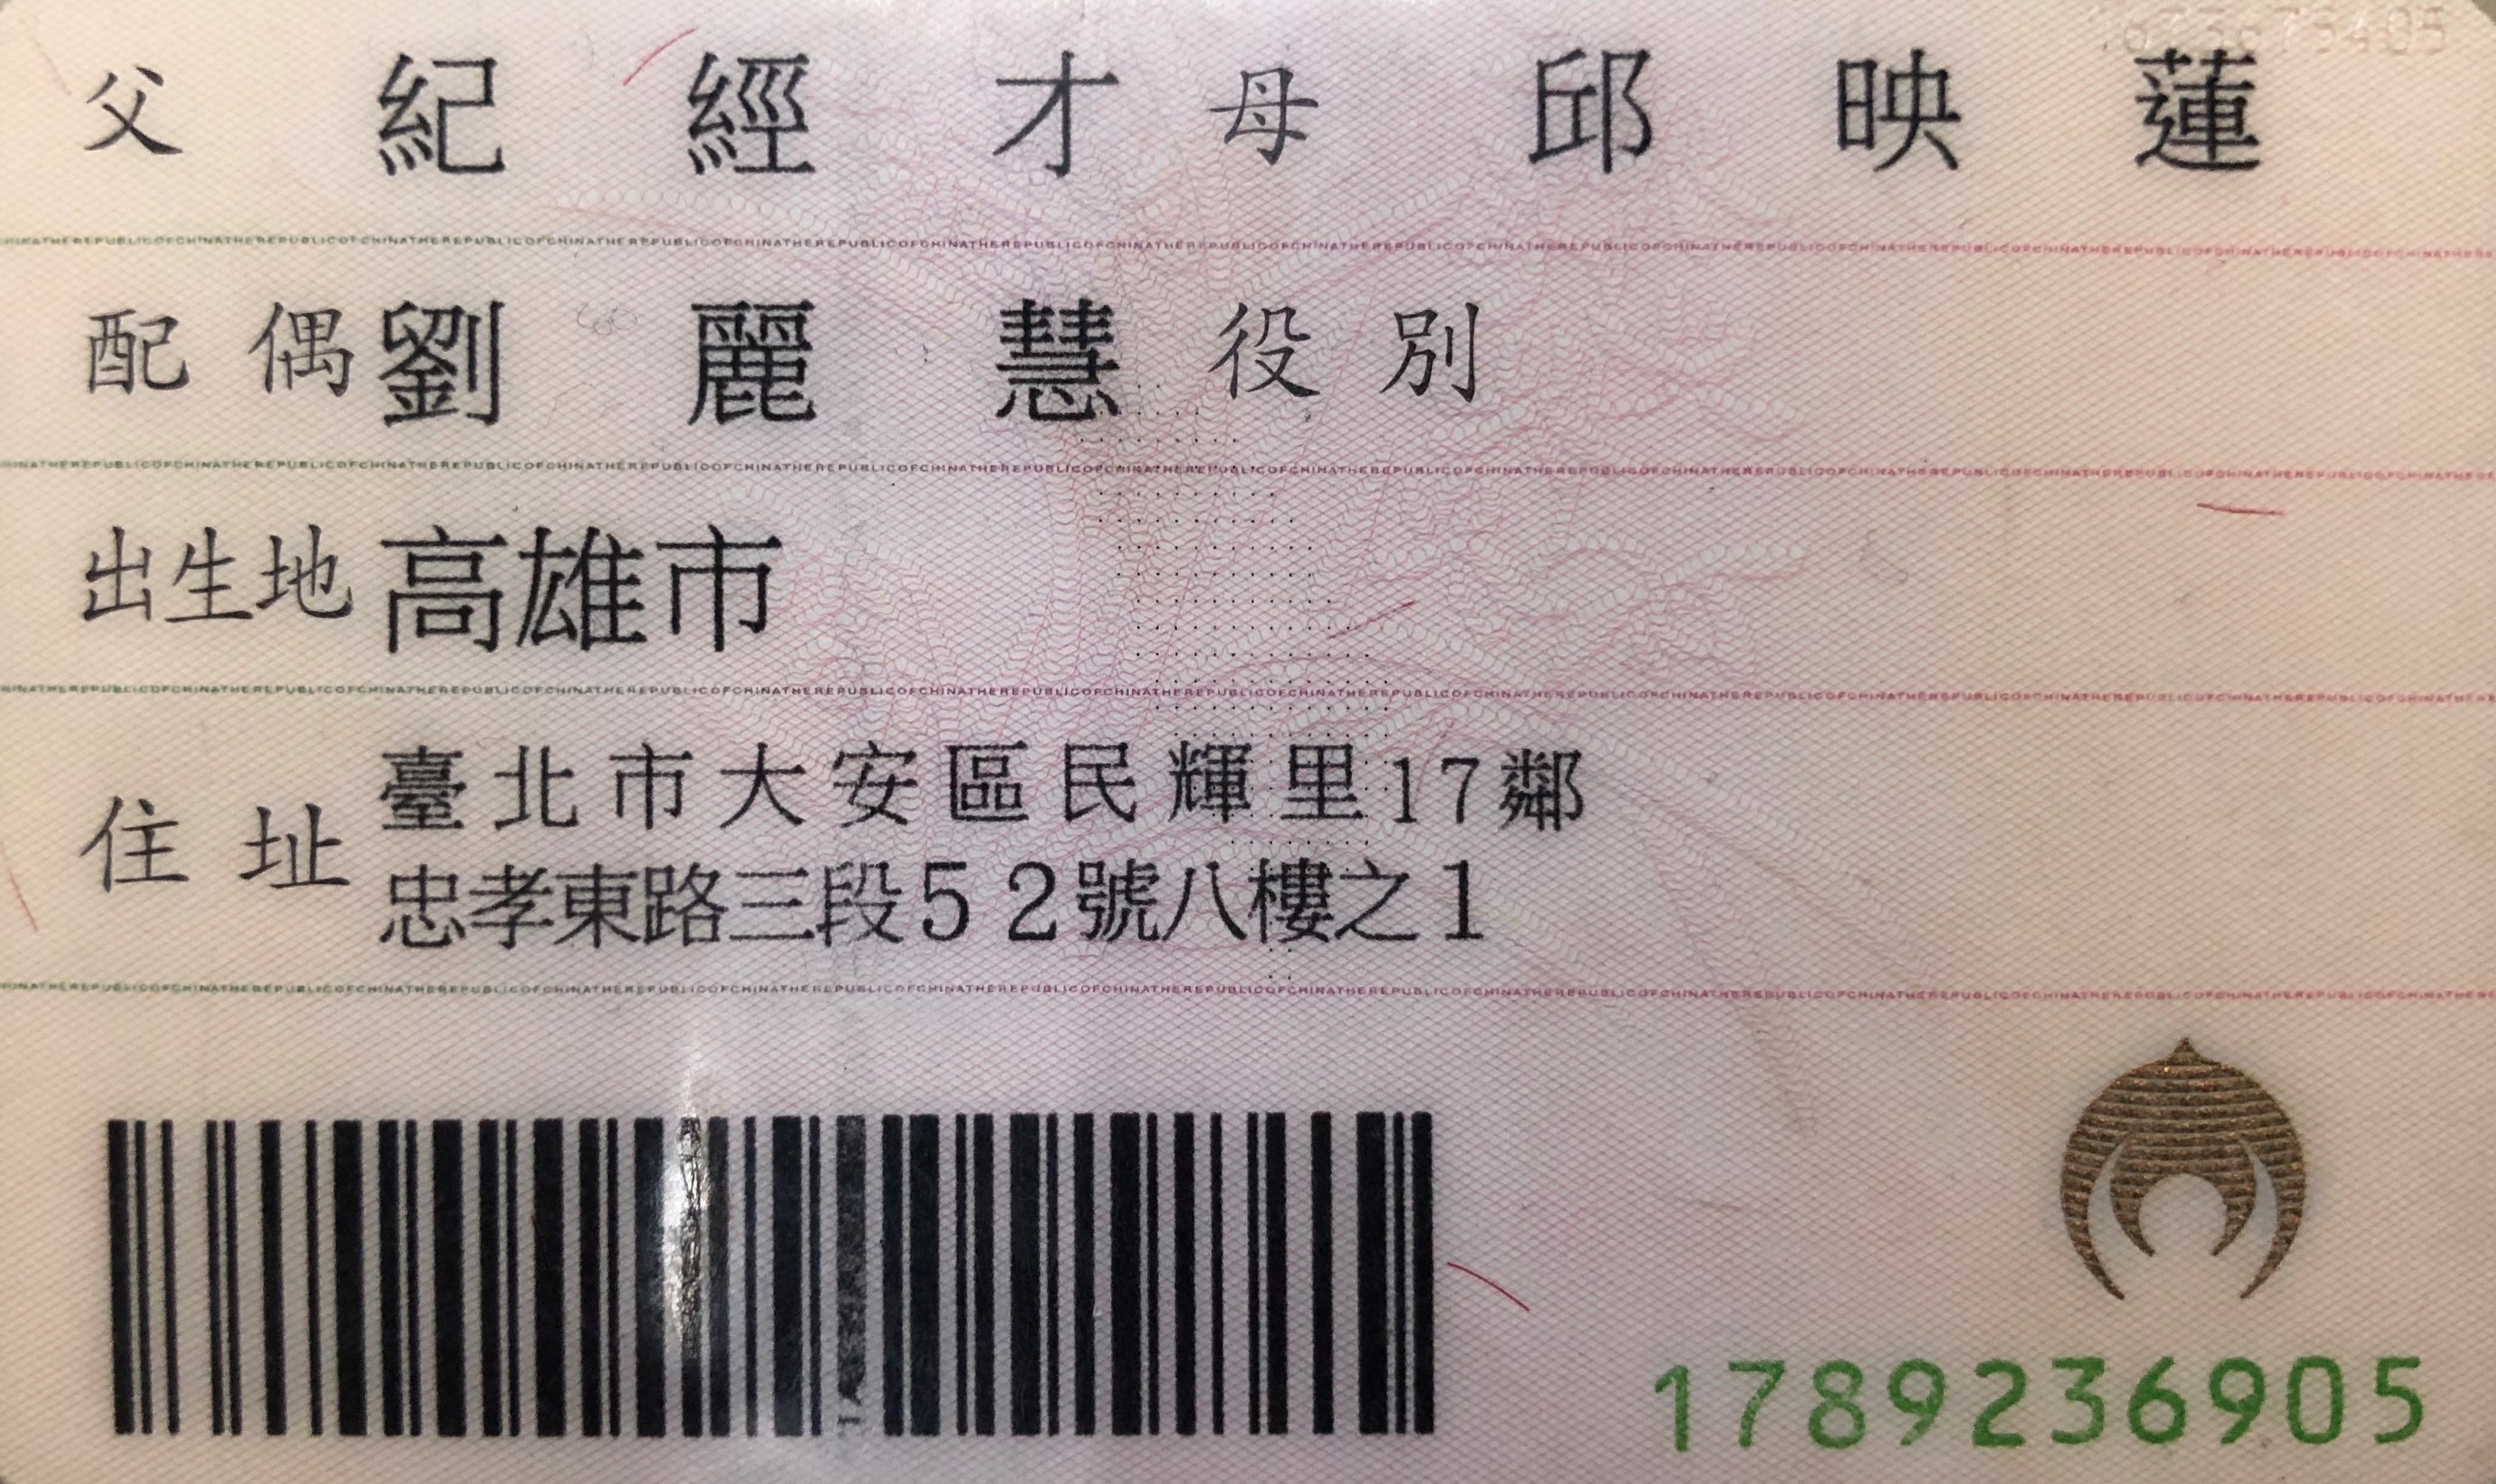 父 紀經才 母 邱映蓮
配偶 劉麗慧 役別
出生地 高雄市
住址 臺北市大安區民輝里17鄰
忠孝東路三段52號八樓之1
1789236905